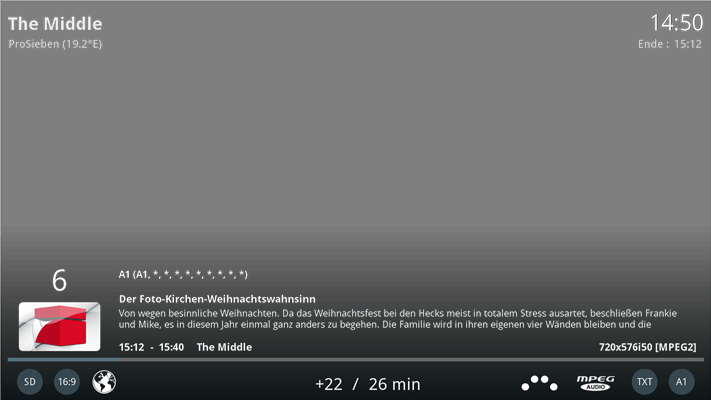 The Middle
14:50
ProSieben (19.2°E)
Ende : 15:12
6
A1 (A1, *, *, *, *, *, *, *, *, *)
Der Foto-Kirchen-Weihnachtswahnsinn
Von wegen besinnliche Weihnachten. Da das Weihnachtsfest bei den Hecks meist in totalem Stress ausartet, beschließen Frankie
und Mike, es in diesem Jahr einmal ganz anders zu begehen. Die Familie wird in ihren eigenen vier Wänden bleiben und die
15:12 - 15:40 The Middle
720x576i50 [MPEG2]
SD
16:9
+22 / 26 min
MPEG
AUDIO
TXT
A1